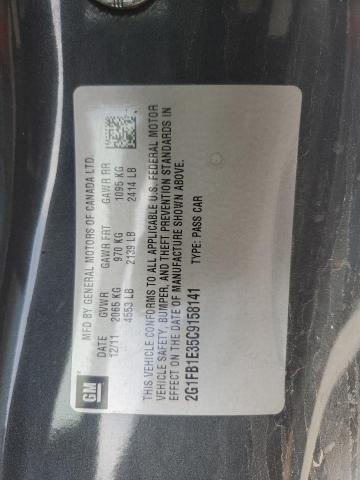 GM
MFD BY GENERAL MOTORS OF CANADA LTD.
DATE GVWR GAWR FRT GAWR RR
12/11 2065 KG 970 KG 1095 KG
4553 LB 2139 LB 2414 LB
THIS VEHICLE CONFORMS TO ALL APPLICABLE U.S. FEDERAL MOTOR
VEHICLE SAFETY, BUMPER, AND THEFT PREVENTION STANDARDS IN
EFFECT ON THE DATE OF MANUFACTURE SHOWN ABOVE.
2G1FB1E35C9158141 TYPE: PASS CAR